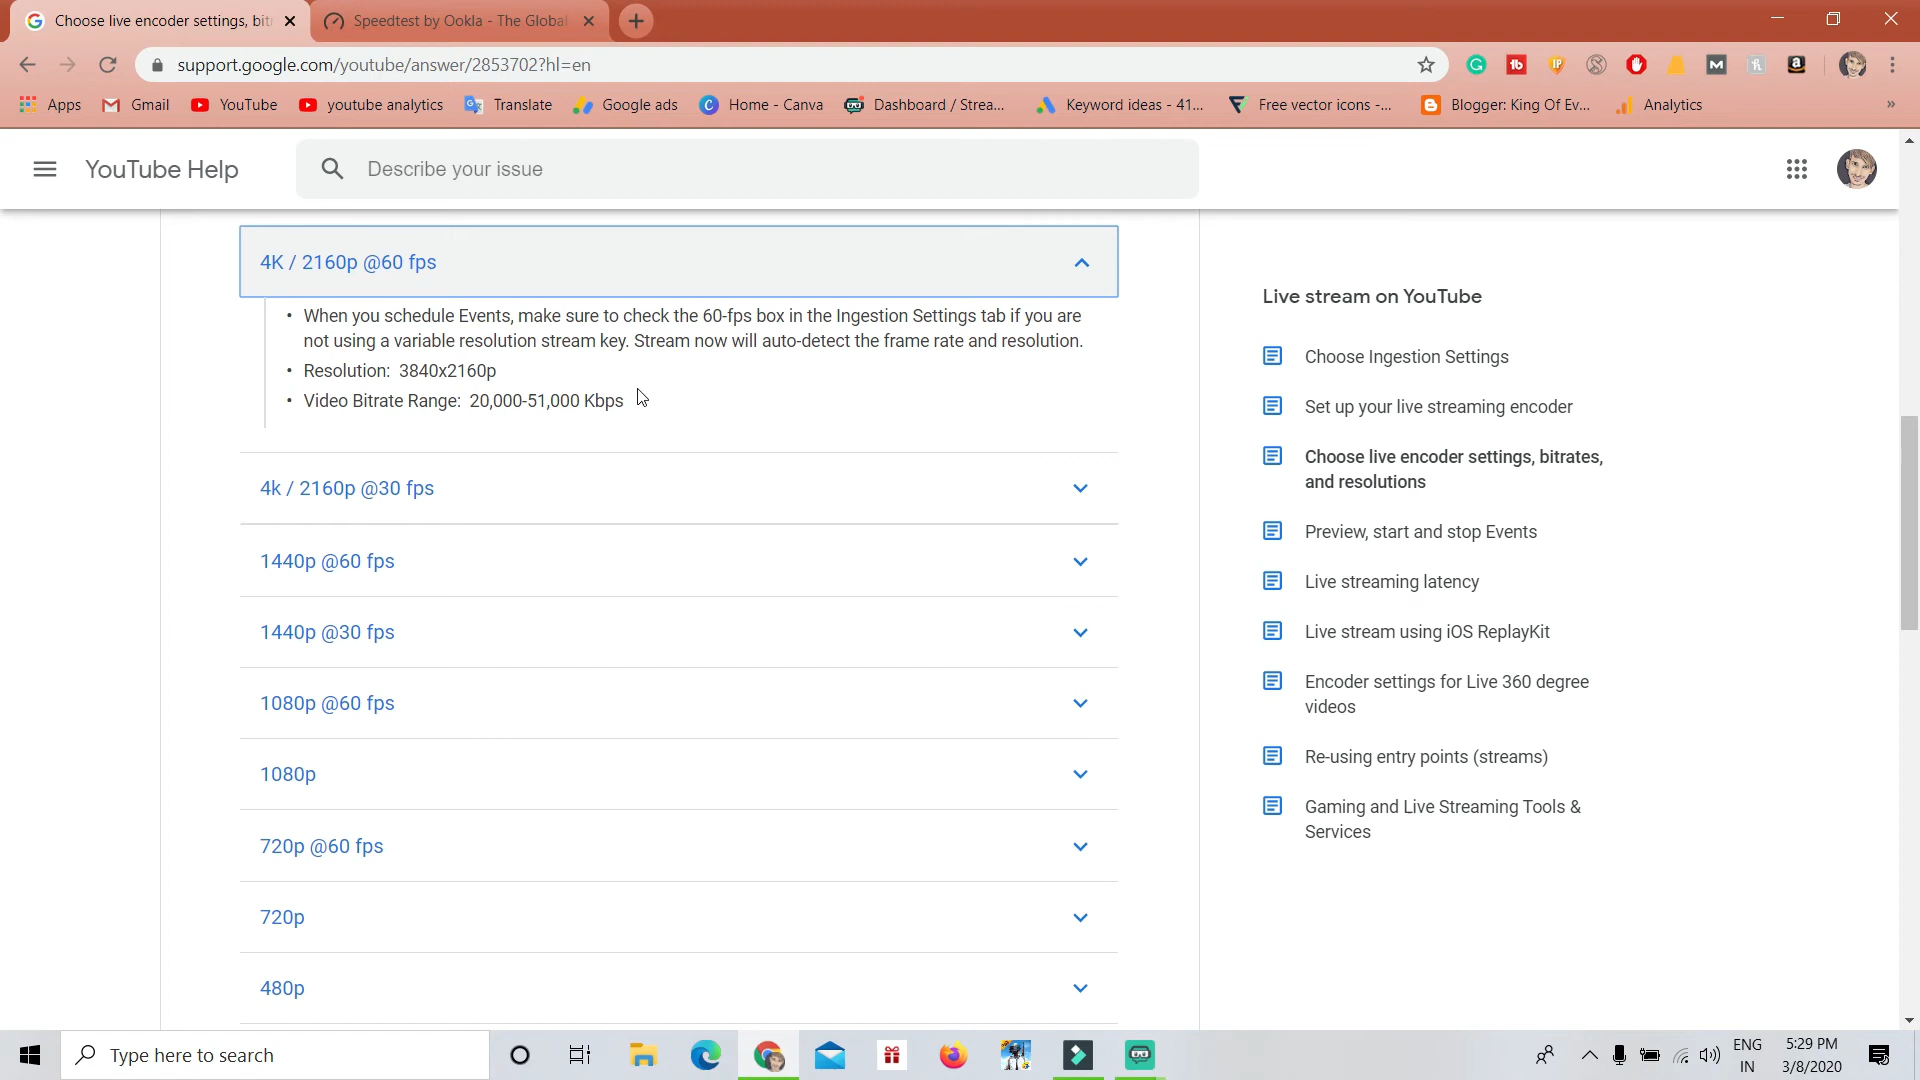 Choose live encoder settings, bit
Speedtest by Ookla - The Global
support.google.com/youtube/answer/2853702?hl=en
Apps
Gmail
YouTube
youtube analytics
Translate
Google ads
Home - Canva
Dashboard / Strea...
Keyword ideas - 41...
Free vector icons -...
Blogger: King Of Ev...
Analytics
»
YouTube Help
Describe your issue
4K / 2160p @60 fps
• When you schedule Events, make sure to check the 60-fps box in the Ingestion Settings tab if you are
not using a variable resolution stream key. Stream now will auto-detect the frame rate and resolution.
• Resolution: 3840x2160p
• Video Bitrate Range: 20,000-51,000 Kbps
4k / 2160p @30 fps
1440p @60 fps
1440p @30 fps
1080p @60 fps
1080p
720p @60 fps
720p
480p
Live stream on YouTube
Choose Ingestion Settings
Set up your live streaming encoder
Choose live encoder settings, bitrates,
and resolutions
Preview, start and stop Events
Live streaming latency
Live stream using iOS ReplayKit
Encoder settings for Live 360 degree
videos
Re-using entry points (streams)
Gaming and Live Streaming Tools &
Services
Type here to search
ENG
IN
5:29 PM
3/8/2020